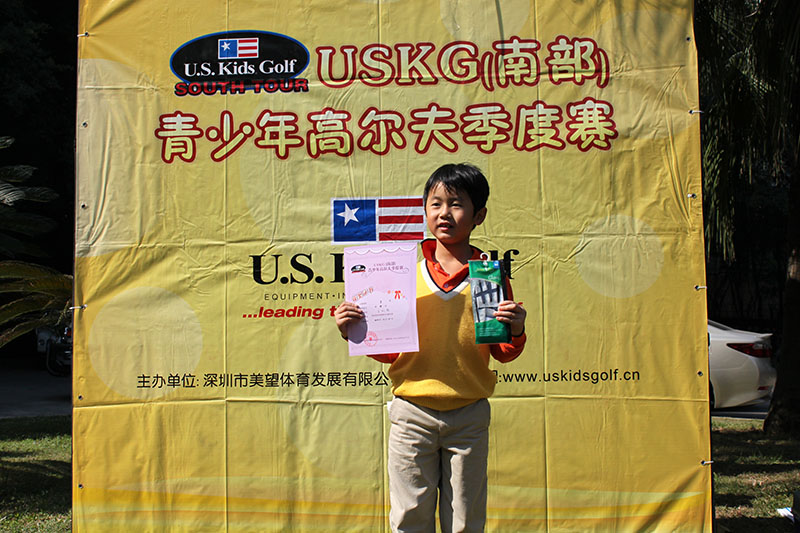 U.S. Kids Golf
SOUTH TOUR
USKG(南部)
青少年高尔夫季度赛
U.S. Golf
EQUIPMENT·IN
...leading t
主办单位: 深圳市美望体育发展有限公
:www.uskidsgolf.cn